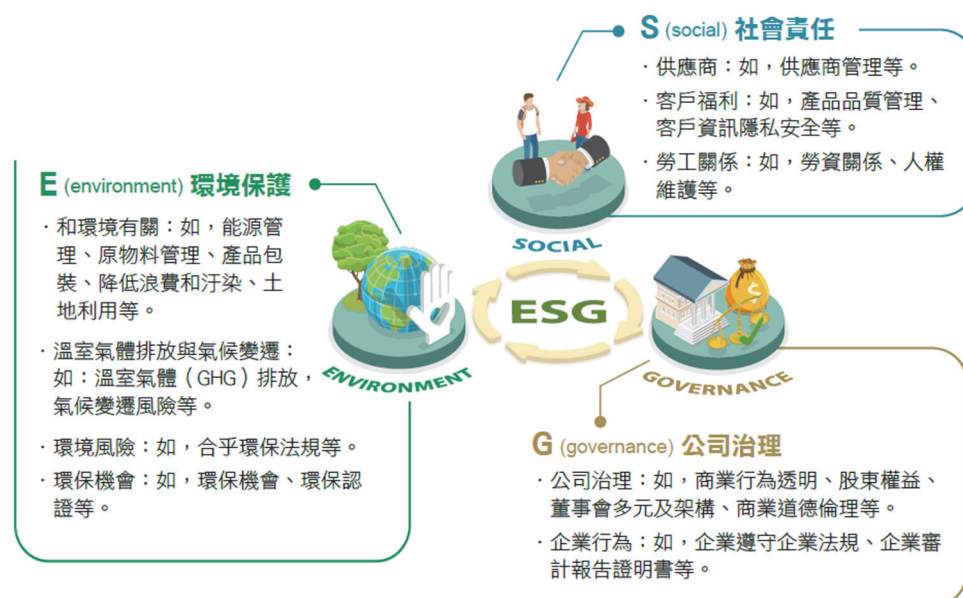 S (social) 社會責任
．供應商：如，供應商管理等。
．客戶福利：如，產品品質管理、
客戶資訊隱私安全等。
．勞工關係：如，勞資關係、人權
維護等。
E (environment) 環境保護
．和環境有關：如，能源管
理、原物料管理、產品包
裝、降低浪費和汙染、土
地利用等。
．溫室氣體排放與氣候變遷：
如：溫室氣體（GHG）排放，
氣候變遷風險等。
．環境風險：如，合乎環保法規等。
．環保機會：如，環保機會、環保認
證等。
SOCIAL
ESG
ENVIRONMENT
GOVERNANCE
G (governance) 公司治理
．公司治理：如，商業行為透明、股東權益、
董事會多元及架構、商業道德倫理等。
．企業行為：如，企業遵守企業法規、企業審
計報告證明書等。